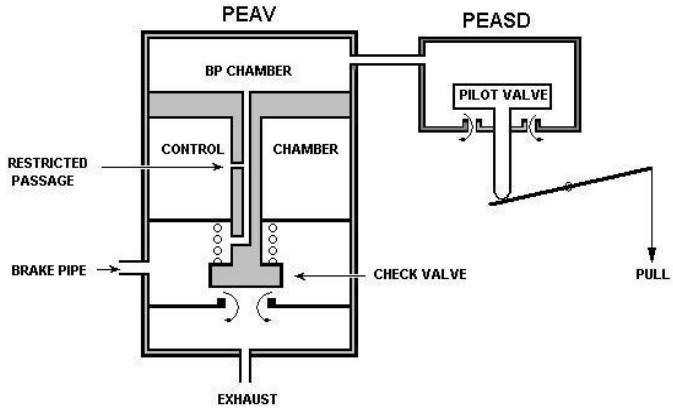 PEAV
PEASD
BP CHAMBER
PILOT VALVE
CONTROL
CHAMBER
RESTRICTED
PASSAGE
BRAKE PIPE
CHECK VALVE
PULL
EXHAUST